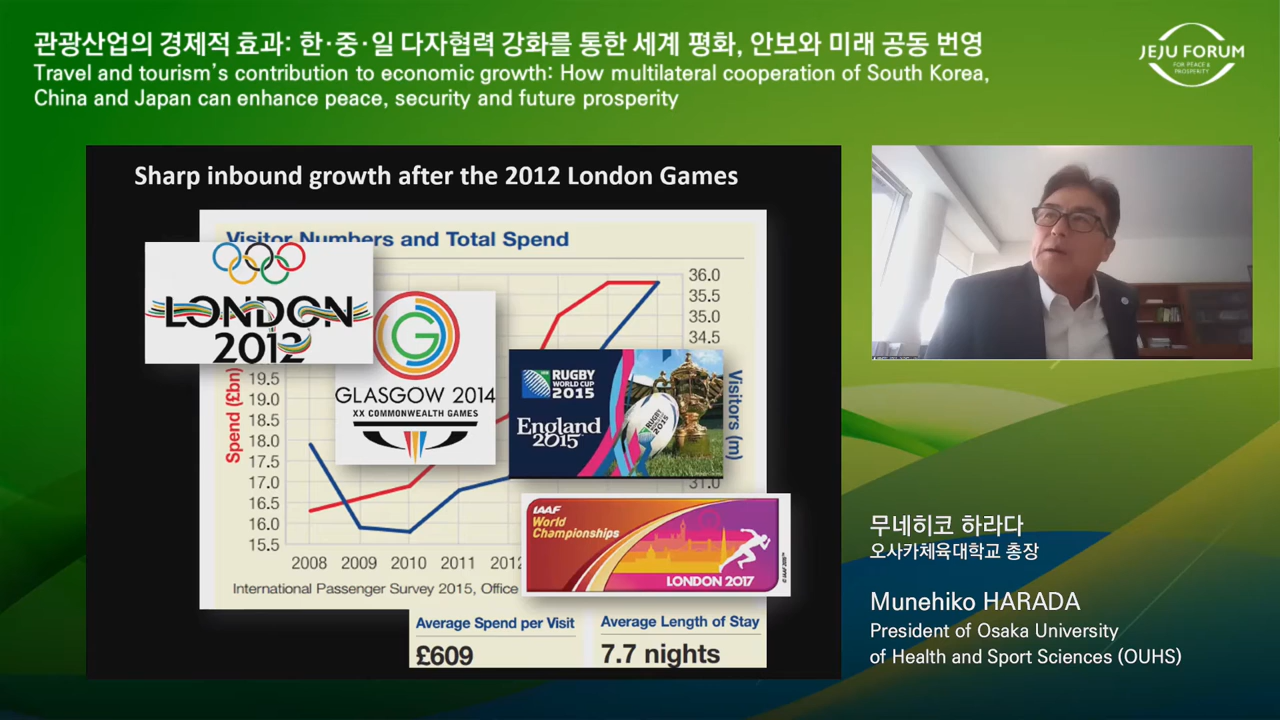 관광산업의 경제적 효과: 한·중·일 다자협력 강화를 통한 세계 평화, 안보와 미래 공동 번영
Travel and tourism's contribution to economic growth: How multilateral cooperation of South Korea,
China and Japan can enhance peace, security and future prosperity
JEJU FORUM
FOR PEACE &
PROSPERITY
Sharp inbound growth after the 2012 London Games
Visitor Numbers and Total Spend
LONDON
2012
GLASGOW 2014
XX COMMONWEALTH GAMES
RUGBY
WORLD CUP
2015
England
2015
IAAF
World
Championships
LONDON 2017
Spend (£bn)
19.5
19.0
18.5
18.0
17.5
17.0
16.5
16.0
15.5
36.0
35.5
35.0
34.5
31.0
Visitors (m)
2008 2009 2010 2011 2012
International Passenger Survey 2015, Office
Average Spend per Visit
£609
Average Length of Stay
7.7 nights
무네히코 하라다
오사카체육대학교 총장
Munehiko HARADA
President of Osaka University
of Health and Sport Sciences (OUHS)